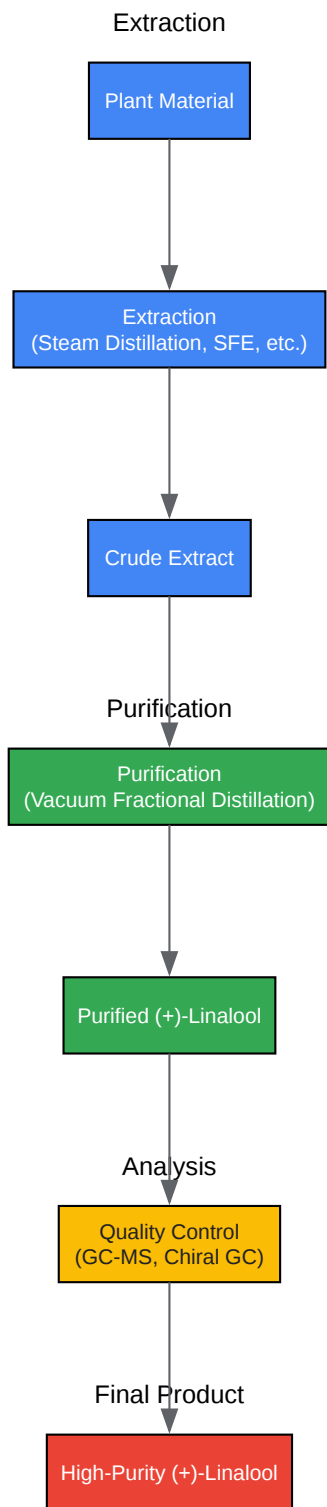 Extraction
Plant Material
Extraction
(Steam Distillation, SFE, etc.)
Crude Extract
Purification
Purification
(Vacuum Fractional Distillation)
Purified (+)-Linalool
Analysis
Quality Control
(GC-MS, Chiral GC)
Final Product
High-Purity (+)-Linalool